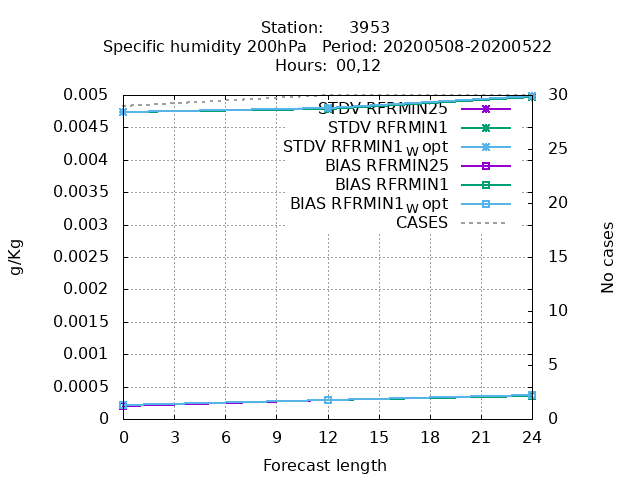 Station: 3953
Specific humidity 200hPa Period: 20200508-20200522
Hours: 00,12
0.005
0.0045
0.004
0.0035
0.003
0.0025
0.002
0.0015
0.001
0.0005
0
g/Kg
STDV RFRMIN25
STDV RFRMIN1_w opt
STDV RFRMIN1
BIAS RFRMIN25
BIAS RFRMIN1
BIAS RFRMIN1_w opt
CASES
30
25
20
15
10
5
0
No cases
0 3 6 9 12 15 18 21 24
Forecast length